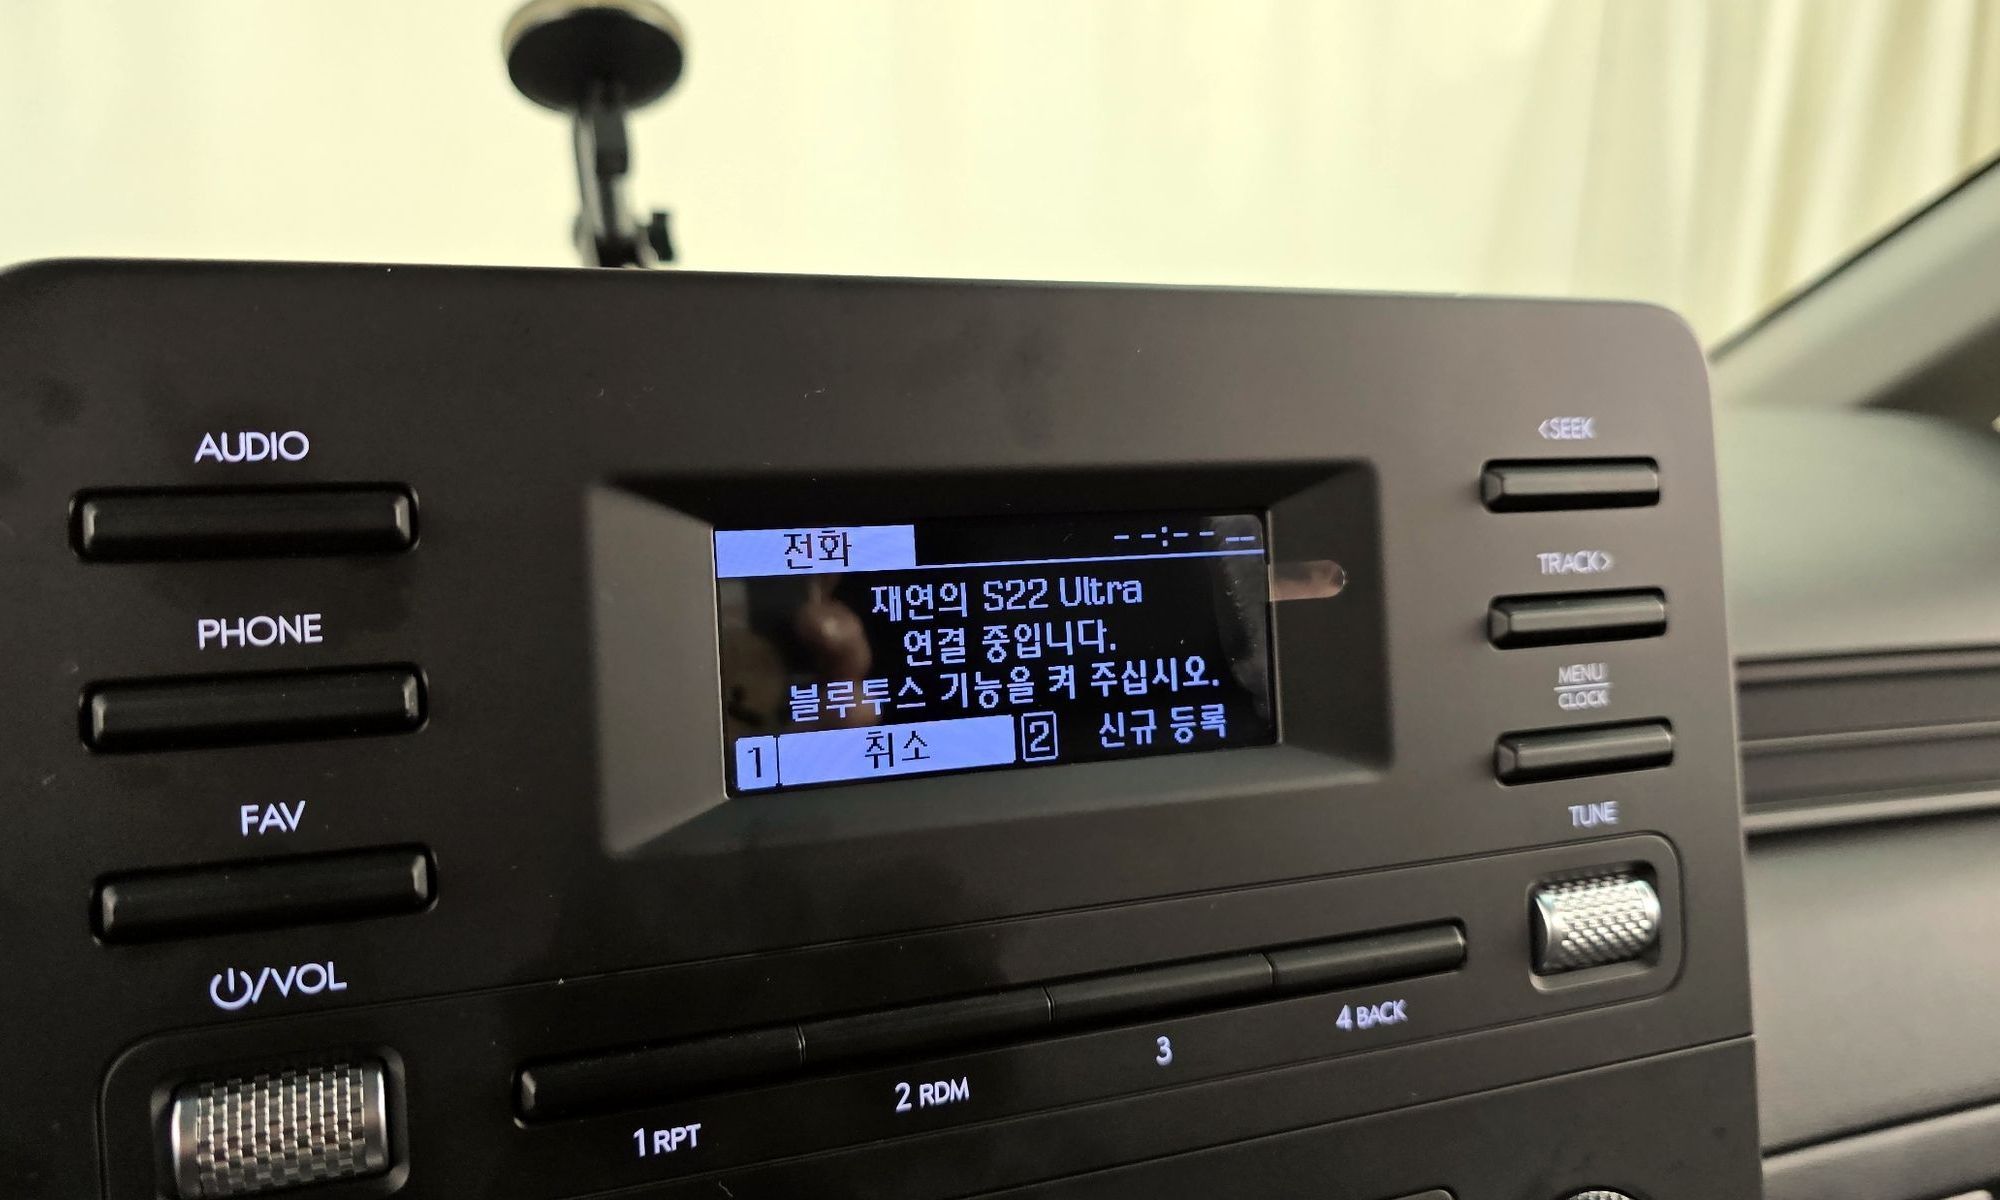 AUDIO
PHONE
FAV
/VOL
전화
--:-- --
재연의 S22 Ultra
연결 중입니다.
블루투스 기능을 켜 주십시오.
1 취소 2 신규 등록
<SEEK
TRACK>
MENU
CLOCK
TUNE
1 RPT
2 RDM
3
4 BACK